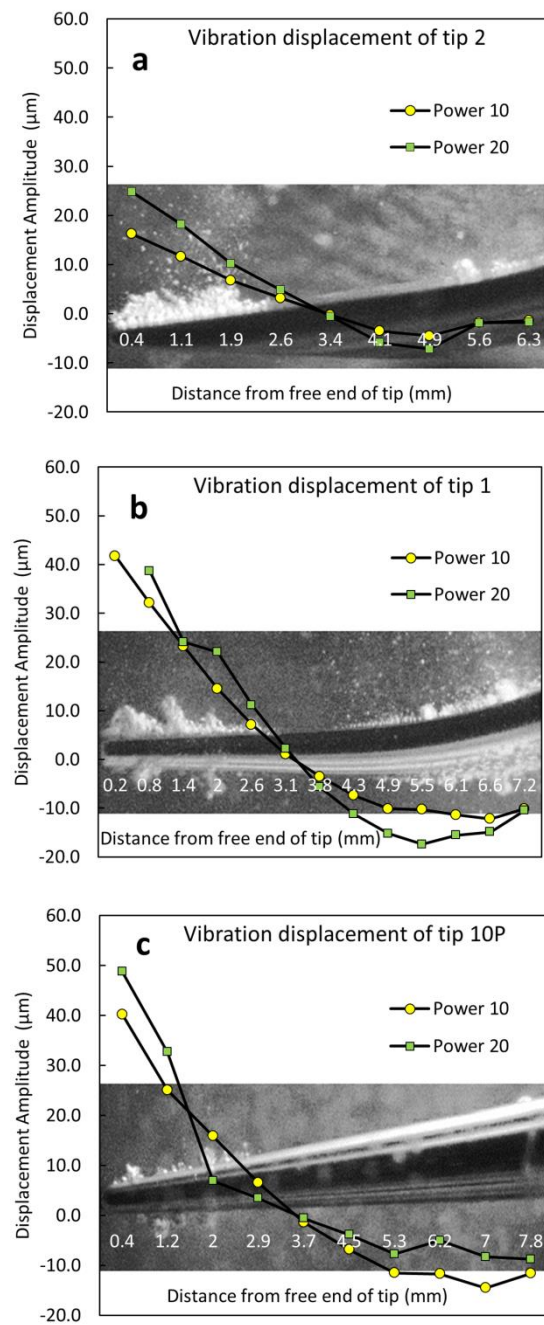 Vibration displacement of tip 2
a
Displacement Amplitude (µm)
60.0
50.0
40.0
30.0
20.0
10.0
0.0
-10.0
-20.0
Power 10
Power 20
0.4 1.1 1.9 2.6 3.4 4.1 4.9 5.6 6.3
Distance from free end of tip (mm)
Vibration displacement of tip 1
b
Displacement Amplitude (µm)
60.0
50.0
40.0
30.0
20.0
10.0
0.0
-10.0
-20.0
Power 10
Power 20
0.2 0.8 1.4 2 2.6 3.1 3.8 4.3 4.9 5.5 6.1 6.6 7.2
Distance from free end of tip (mm)
Vibration displacement of tip 10P
c
Displacement Amplitude (µm)
60.0
50.0
40.0
30.0
20.0
10.0
0.0
-10.0
-20.0
Power 10
Power 20
0.4 1.2 2 2.9 3.7 4.5 5.3 6.2 7 7.8
Distance from free end of tip (mm)